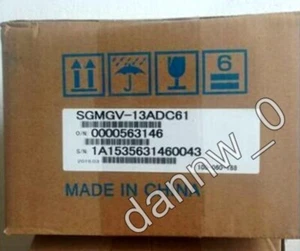 6
SGMGV-13ADC61
O/N 0000563146
S/N 1A1535631460043
MADE IN CHINA
dannw_0